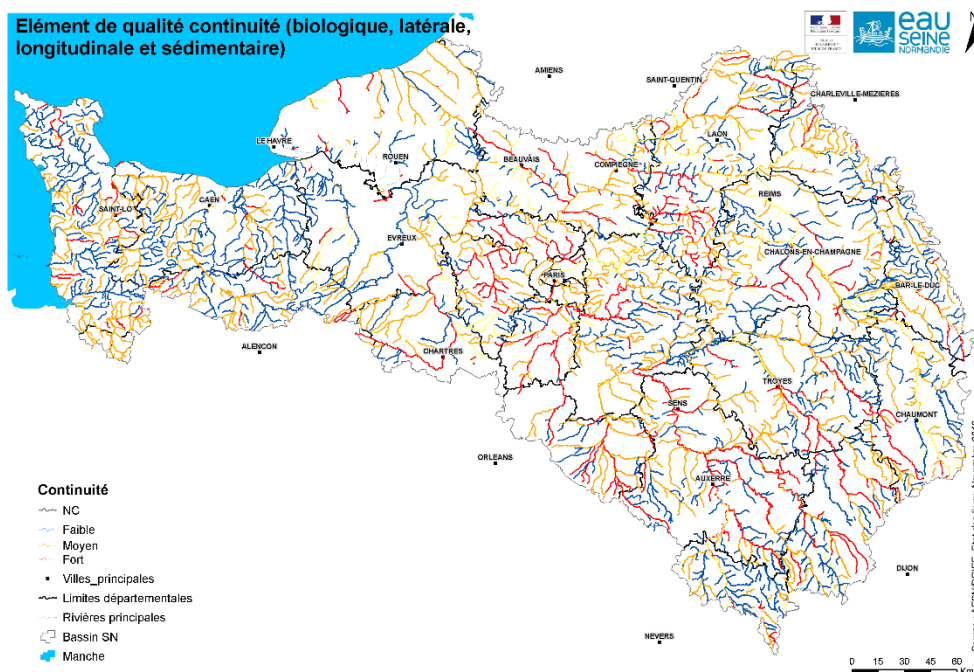 Elément de qualité continuité (biologique, latérale,
longitudinale et sédimentaire)
eau
SEINE
NORMANDIE
N
AMIENS
SAINT-QUENTIN
CHARLEVILLE-MEZIERES
LE HAVRE
LAON
ROUEN
BEAUVAIS
COMPIEGNE
REIMS
SAINT-LO
CAEN
EVREUX
CHALONS-EN-CHAMPAGNE
PARIS
BAR-LE-DUC
ALENCON
CHARTRES
TROYES
SENS
CHAUMONT
ORLEANS
AUXERRE
DIJON
NEVERS
Continuité
NC
Faible
Moyen
Fort
Villes_principales
Limites départementales
Rivières principales
Bassin SN
Manche
0 15 30 45 60